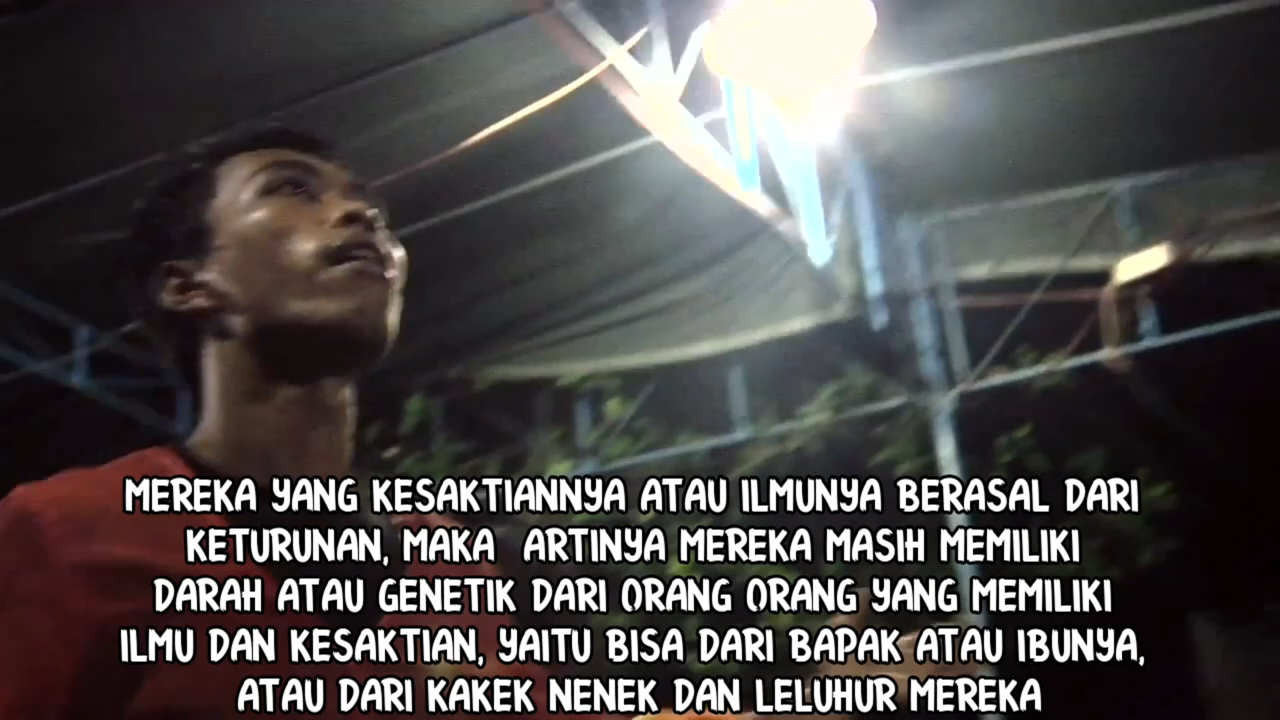 MEREKA YANG KESAKTIANNYA ATAU ILMUNYA BERASAL DARI
KETURUNAN, MAKA ARTINYA MEREKA MASIH MEMILIKI
DARAH ATAU GENETIK DARI ORANG ORANG YANG MEMILIKI
ILMU DAN KESAKTIAN, YAITU BISA DARI BAPAK ATAU IBUNYA,
ATAU DARI KAKEK NENEK DAN LELUHUR MEREKA